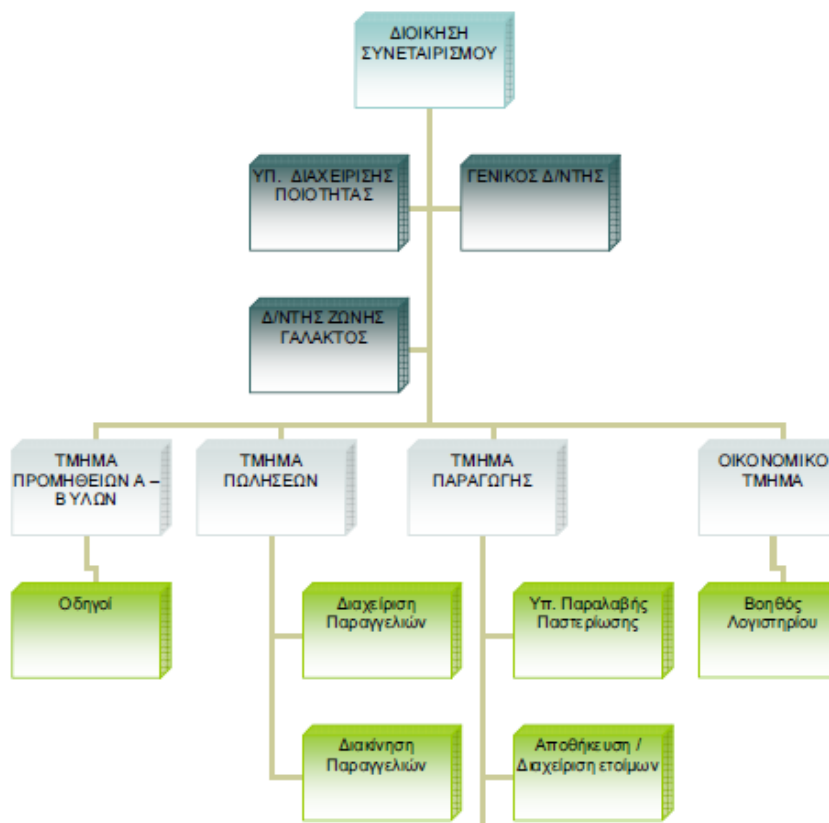 ΔΙΟΙΚΗΣΗ
ΣΥΝΕΤΑΙΡΙΣΜΟΥ
ΥΠ. ΔΙΑΧΕΙΡΙΣΗΣ
ΠΟΙΟΤΗΤΑΣ
ΓΕΝΙΚΟΣ Δ/ΝΤΗΣ
Δ/ΝΤΗΣ ΖΩΝΗΣ
ΓΑΛΑΚΤΟΣ
ΤΜΗΜΑ
ΠΡΟΜΗΘΕΙΩΝ Α –
Β ΥΛΩΝ
ΤΜΗΜΑ
ΠΩΛΗΣΕΩΝ
ΤΜΗΜΑ
ΠΑΡΑΓΩΓΗΣ
ΟΙΚΟΝΟΜΙΚΟ
ΤΜΗΜΑ
Οδηγοί
Διαχείριση
Παραγγελιών
Υπ. Παραλαβής
Παστερίωσης
Βοηθός
Λογιστηρίου
Διακίνηση
Παραγγελιών
Αποθήκευση /
Διαχείριση ετοίμων